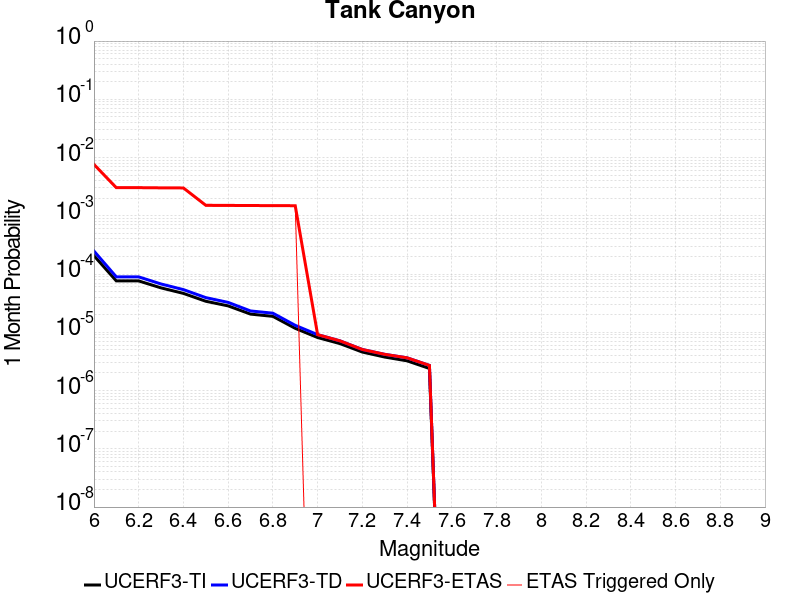 Tank Canyon
10 0
10 -1
10 -2
10 -3
10 -4
10 -5
10 -6
10 -7
10 -8
1 Month Probability
6 6.2 6.4 6.6 6.8 7 7.2 7.4 7.6 7.8 8 8.2 8.4 8.6 8.8 9
Magnitude
UCERF3-TI UCERF3-TD UCERF3-ETAS ETAS Triggered Only